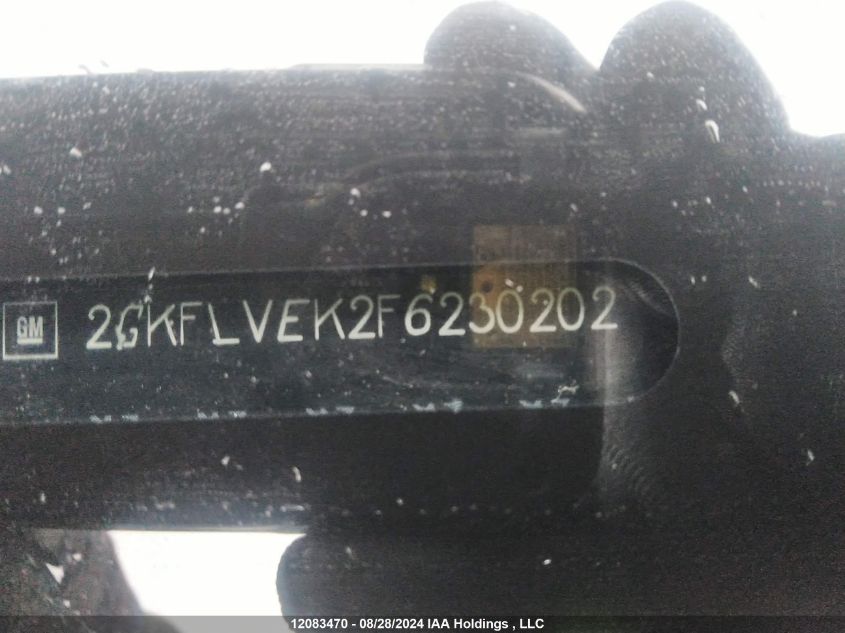 GM 2GKFLVEK2F6230202
12083470 - 08/28/2024 IAA Holdings , LLC